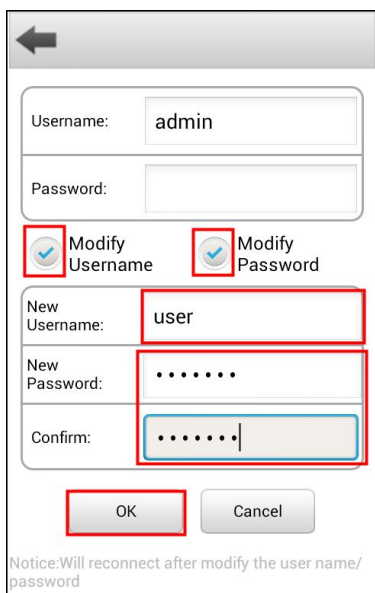 Username: admin
Password:
Modify Username
Modify Password
New Username: user
New Password: •••••••
Confirm: •••••••
OK Cancel
Notice:Will reconnect after modify the user name/
password